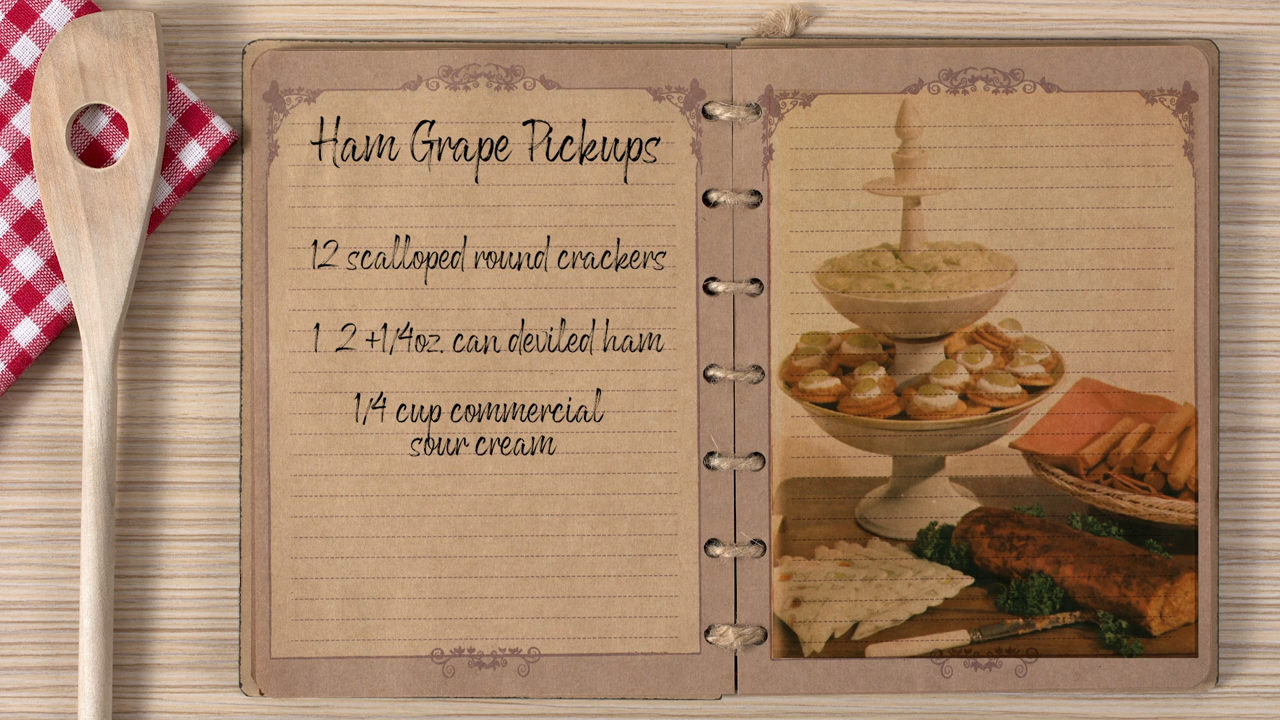 Ham Grape Pickups
12 scalloped round crackers
1 2 +1/4oz. can deviled ham
1/4 cup commercial
sour cream